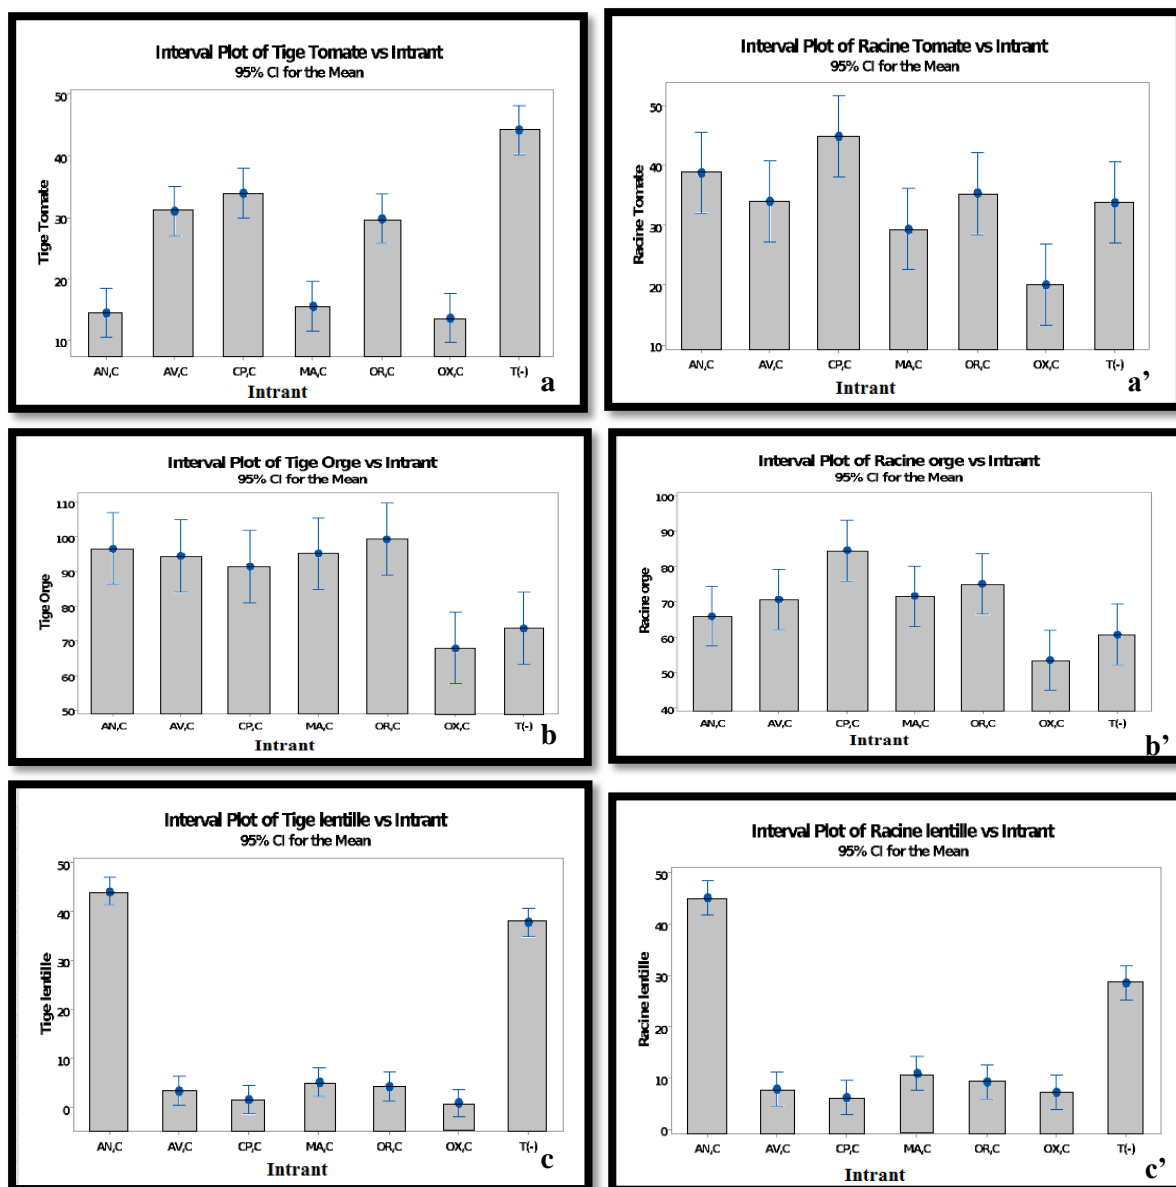 Interval Plot of Tige Tomate vs Intrant
95% CI for the Mean
Tige Tomate
50
40
30
20
10
AN,C AV,C CP,C MA,C OR,C OX,C T(-)
Intrant
a
Interval Plot of Racine Tomate vs Intrant
95% CI for the Mean
Racine Tomate
50
40
30
20
10
AN,C AV,C CP,C MA,C OR,C OX,C T(-)
Intrant
a’
Interval Plot of Tige Orge vs Intrant
95% CI for the Mean
Tige Orge
110
100
90
80
70
60
50
AN,C AV,C CP,C MA,C OR,C OX,C T(-)
Intrant
b
Interval Plot of Racine orge vs Intrant
95% CI for the Mean
Racine orge
100
90
80
70
60
50
40
AN,C AV,C CP,C MA,C OR,C OX,C T(-)
Intrant
b’
Interval Plot of Tige lentille vs Intrant
95% CI for the Mean
Tige lentille
50
40
30
20
10
0
AN,C AV,C CP,C MA,C OR,C OX,C T(-)
Intrant
c
Interval Plot of Racine lentille vs Intrant
95% CI for the Mean
Racine lentille
50
40
30
20
10
0
AN,C AV,C CP,C MA,C OR,C OX,C T(-)
Intrant
c’